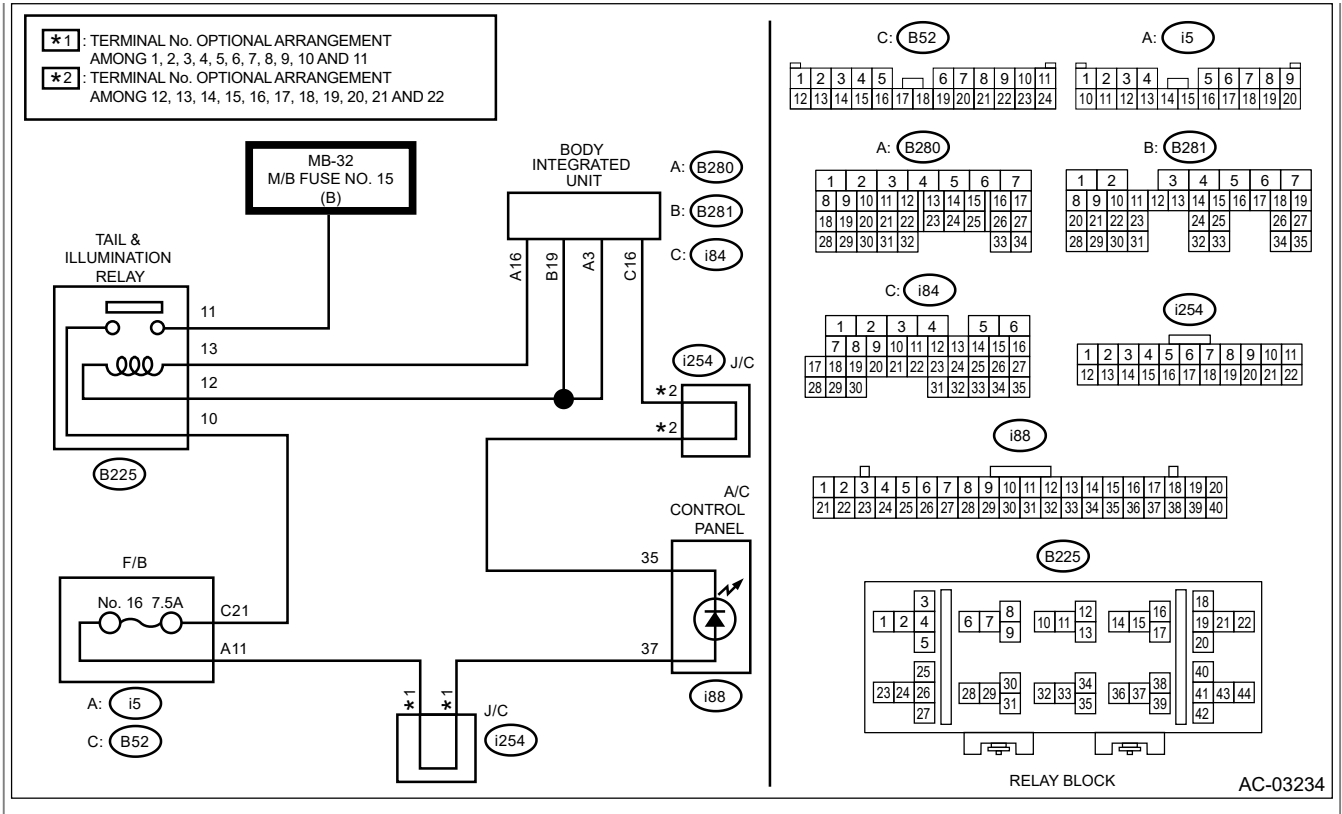 *1 : TERMINAL No. OPTIONAL ARRANGEMENT
AMONG 1, 2, 3, 4, 5, 6, 7, 8, 9, 10 AND 11
*2 : TERMINAL No. OPTIONAL ARRANGEMENT
AMONG 12, 13, 14, 15, 16, 17, 18, 19, 20, 21 AND 22
MB-32
M/B FUSE NO. 15
(B)
BODY
INTEGRATED
UNIT
A: B280
B: B281
C: i84
A16
B19
A3
C16
TAIL &
ILLUMINATION
RELAY
11
13
12
10
B225
i254 J/C
*2
*2
A/C
CONTROL
PANEL
35
37
i88
F/B
No. 16 7.5A
C21
A11
A: i5
C: B52
*1 *1
J/C
i254
C: B52
1 2 3 4 5 6 7 8 9 10 11
12 13 14 15 16 17 18 19 20 21 22 23 24
A: i5
1 2 3 4 5 6 7 8 9
10 11 12 13 14 15 16 17 18 19 20
A: B280
1 2 3 4 5 6 7
8 9 10 11 12 13 14 15 16 17
18 19 20 21 22 23 24 25 26 27
28 29 30 31 32 33 34
B: B281
1 2 3 4 5 6 7
8 9 10 11 12 13 14 15 16 17 18 19
20 21 22 23 24 25 26 27
28 29 30 31 32 33 34 35
C: i84
1 2 3 4 5 6
7 8 9 10 11 12 13 14 15 16
17 18 19 20 21 22 23 24 25 26 27
28 29 30 31 32 33 34 35
i254
1 2 3 4 5 6 7 8 9 10 11
12 13 14 15 16 17 18 19 20 21 22
i88
1 2 3 4 5 6 7 8 9 10 11 12 13 14 15 16 17 18 19 20
21 22 23 24 25 26 27 28 29 30 31 32 33 34 35 36 37 38 39 40
B225
3 8 12 16 18
1 2 4 6 7 10 11 14 15 19 21 22
5 9 13 17 20
25 30 34 38 40
23 24 26 28 29 32 33 36 37 41 43 44
27 31 35 39 42
RELAY BLOCK
AC-03234